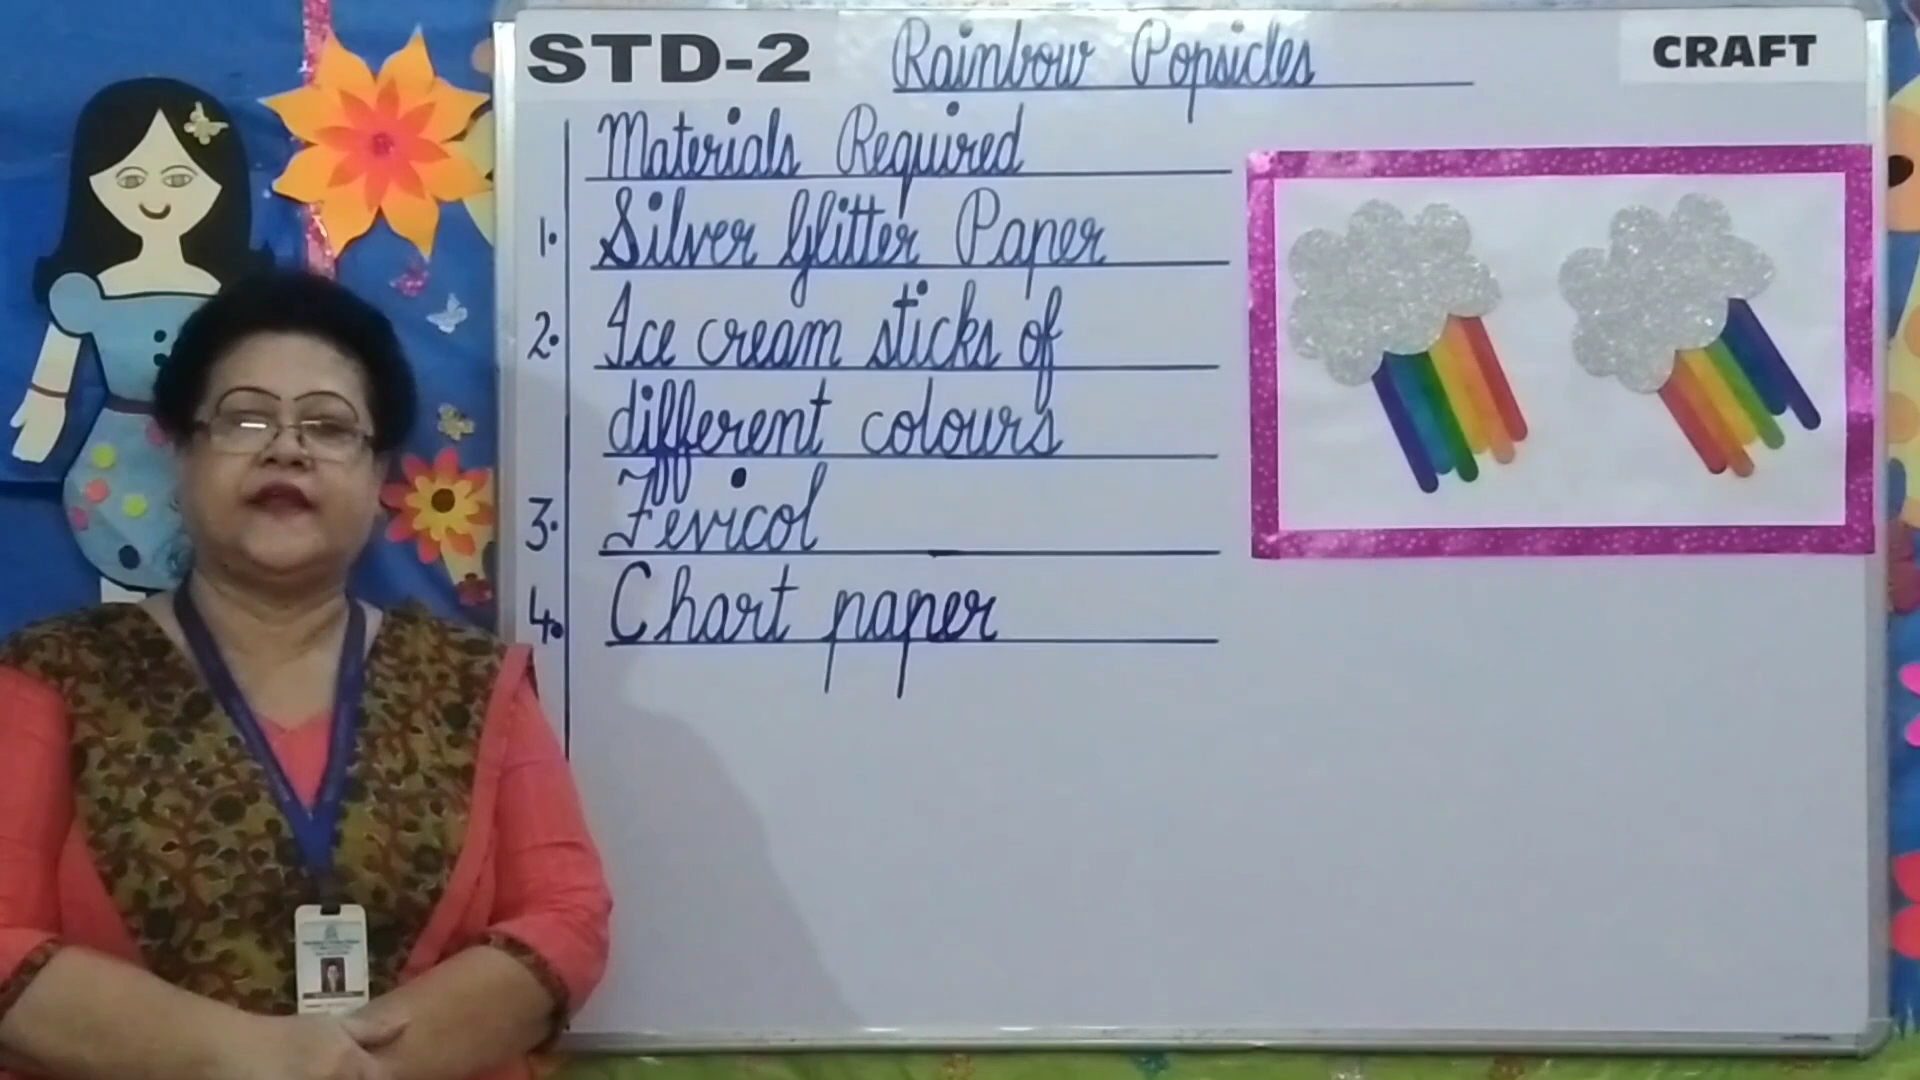 STD-2 Rainbow Popsicles CRAFT
Materials Required
1. Silver Glitter Paper
2. Ice cream sticks of
different colours
3. Fevicol
4. Chart paper